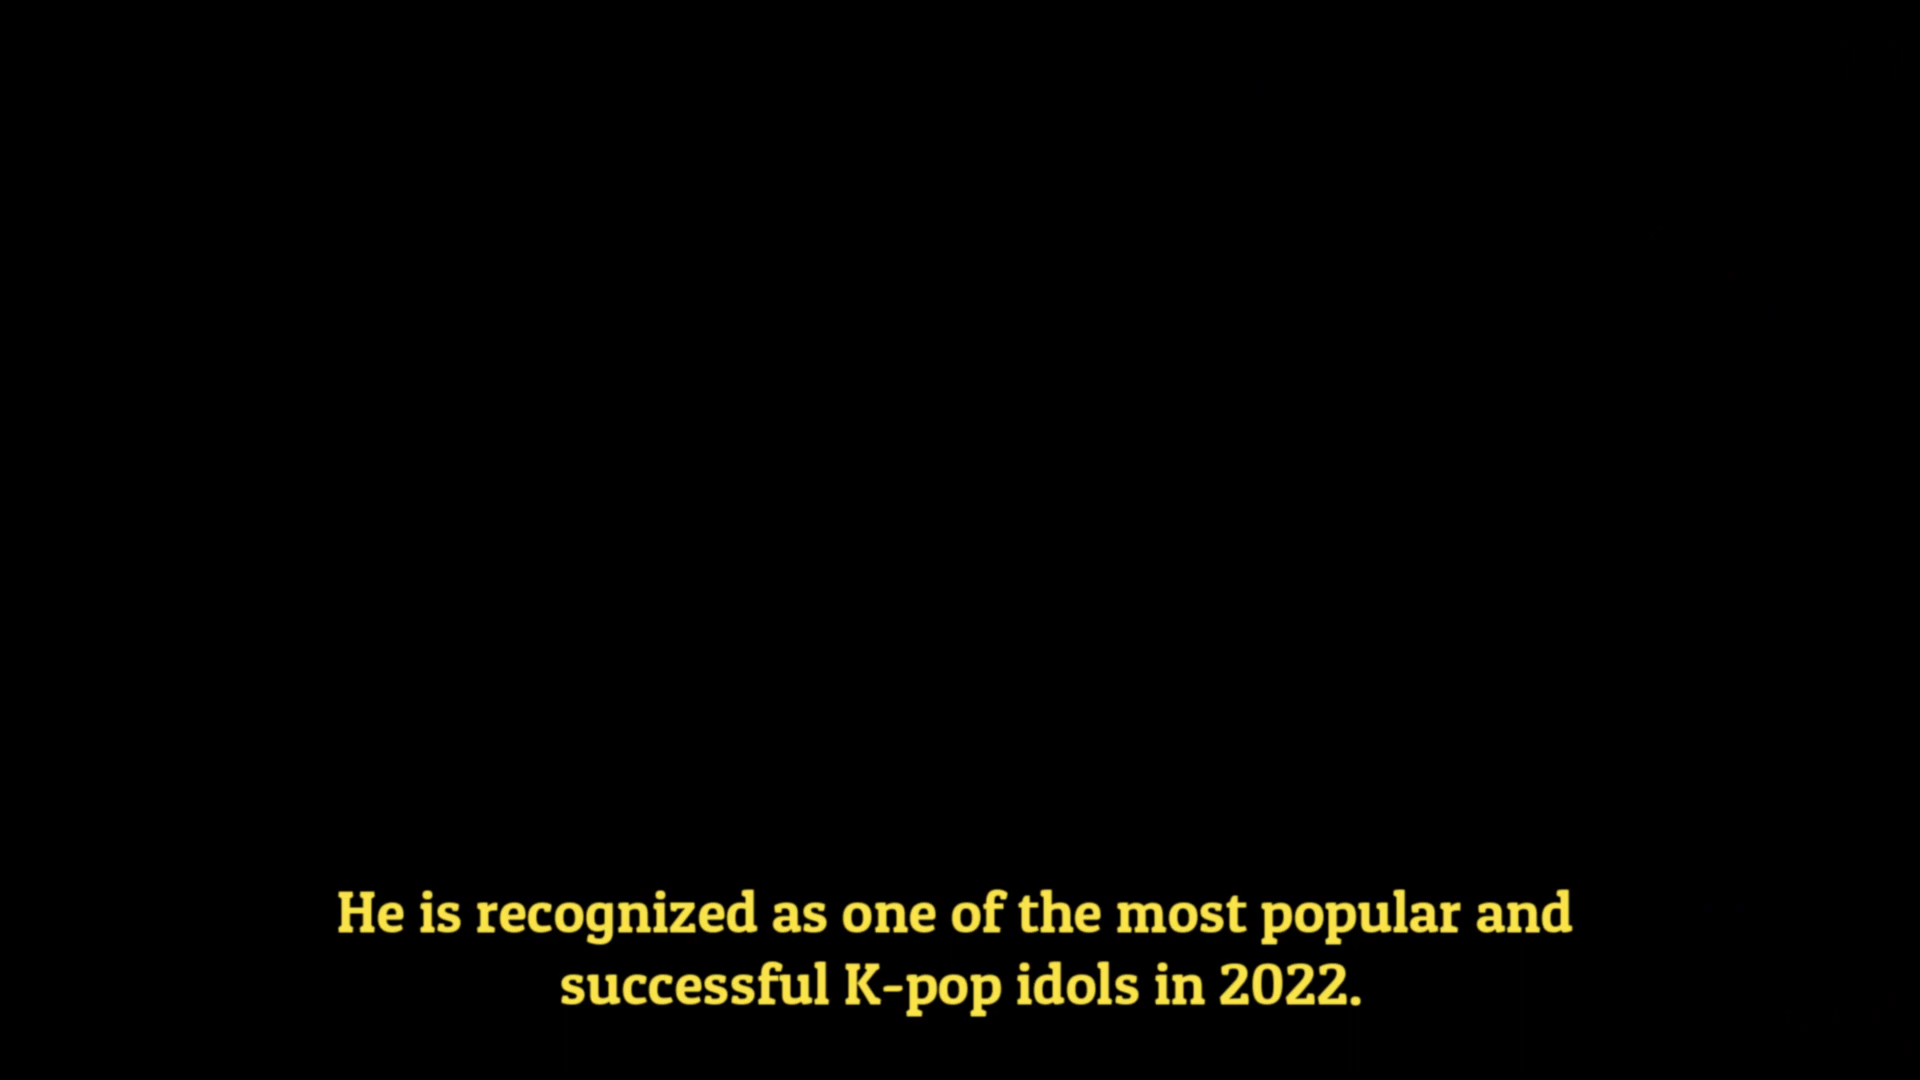 He is recognized as one of the most popular and
successful K-pop idols in 2022.